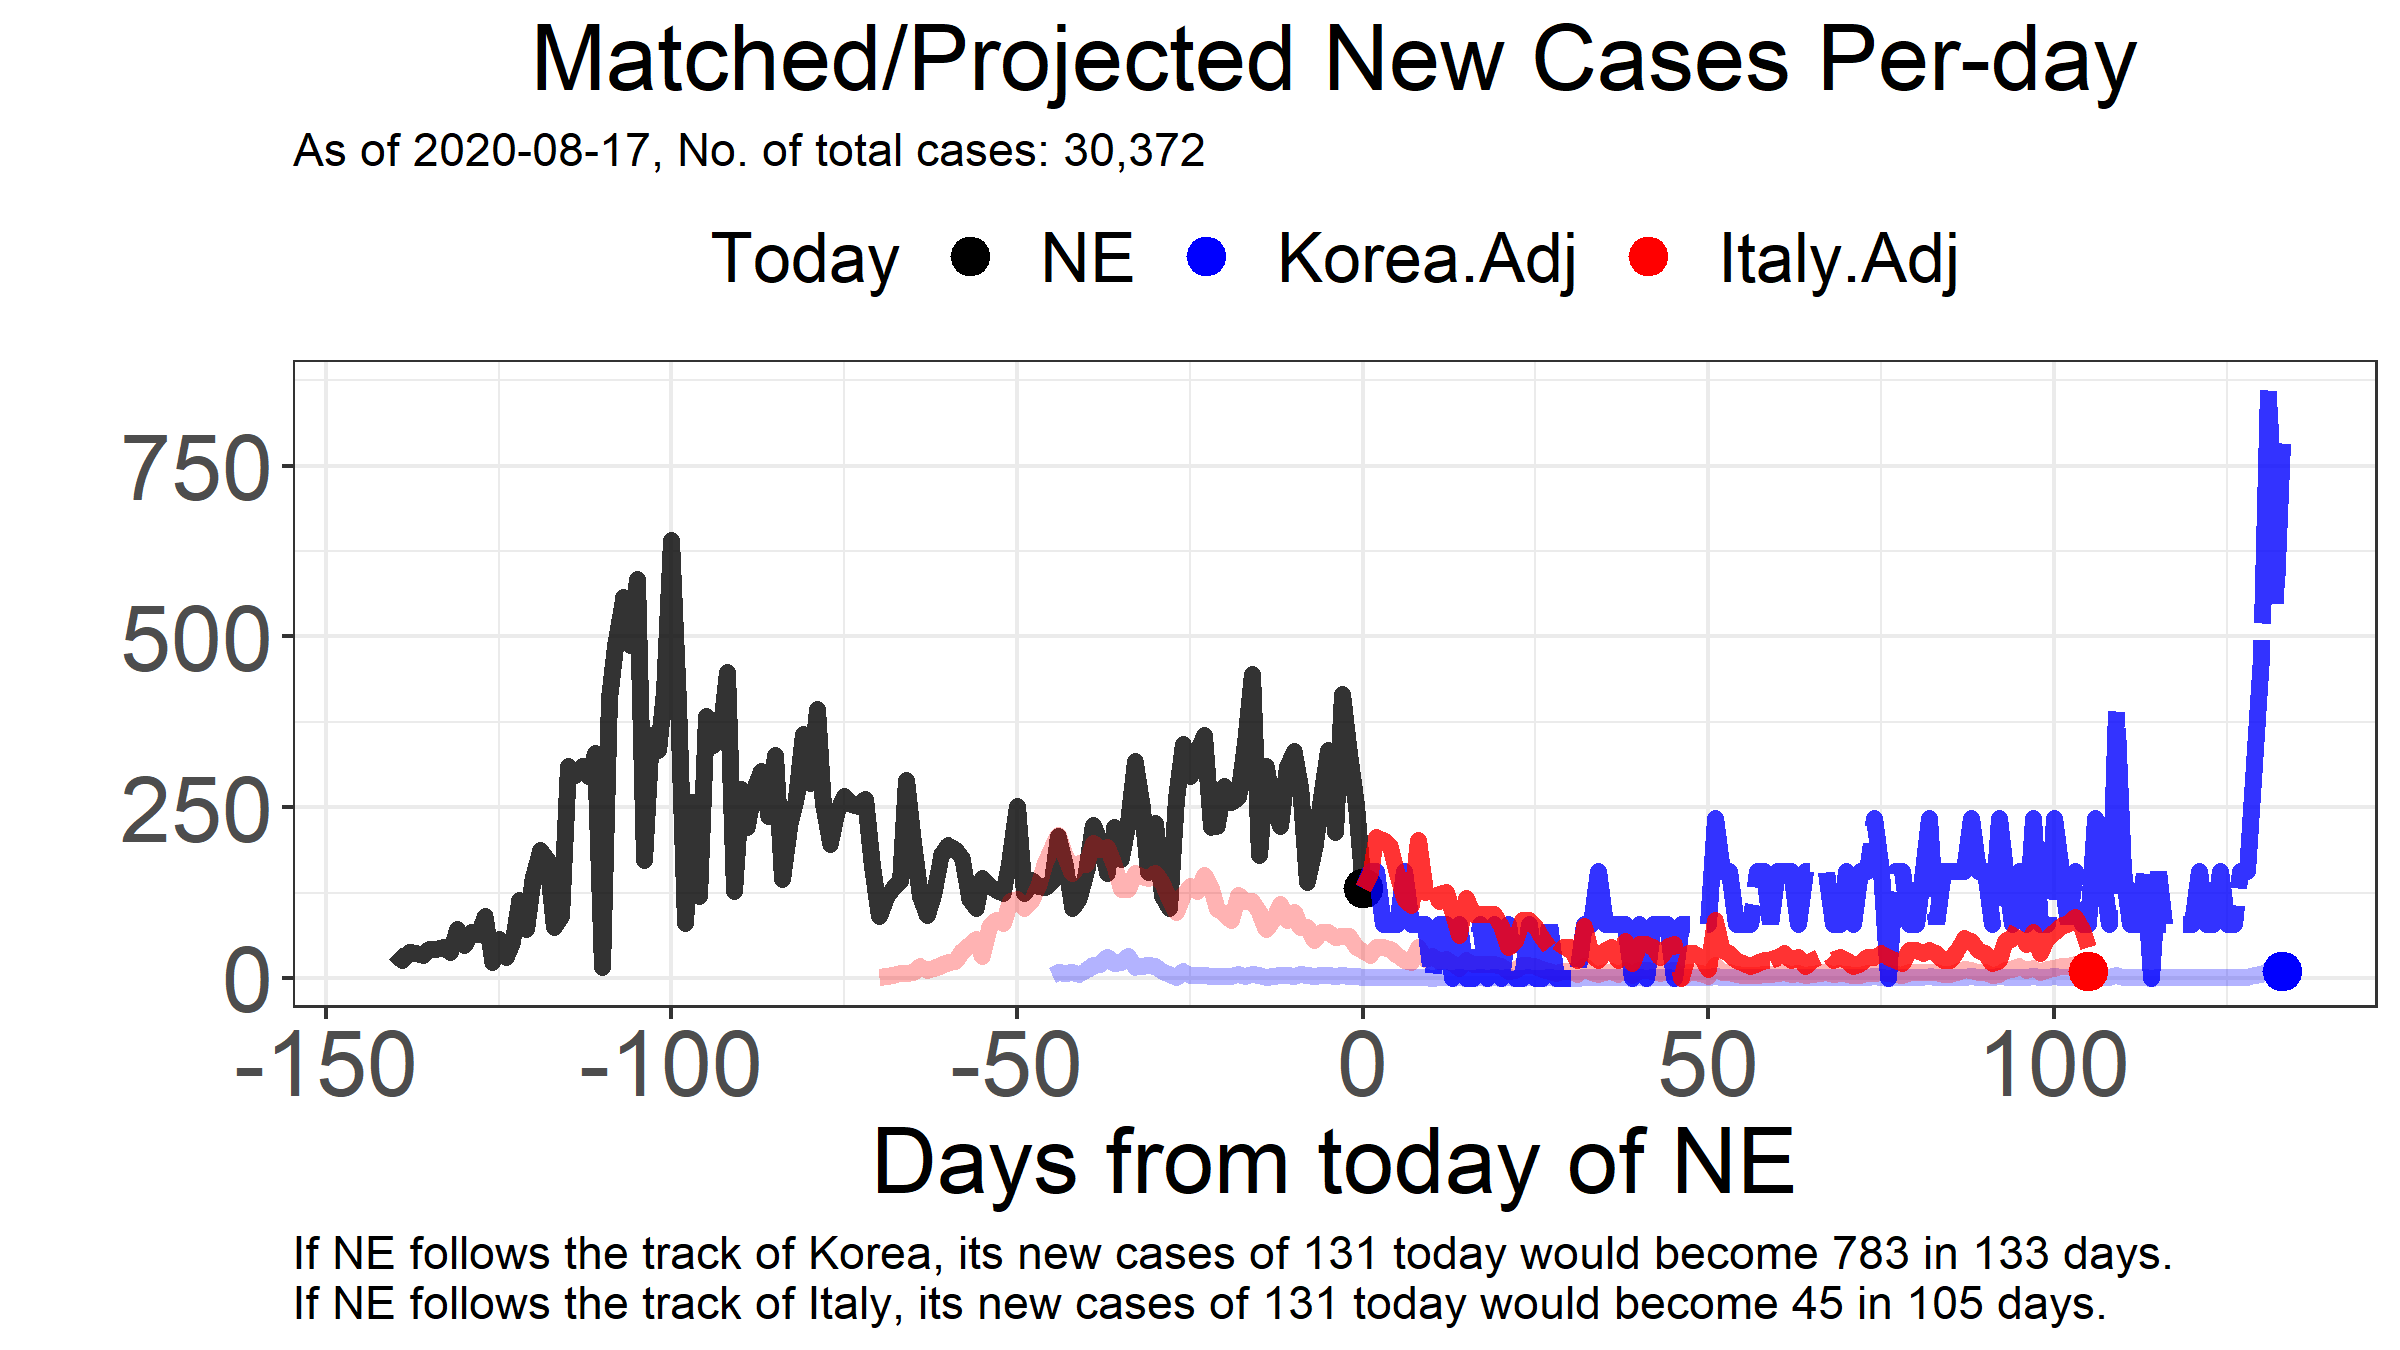 Matched/Projected New Cases Per-day
As of 2020-08-17, No. of total cases: 30,372
Today NE Korea.Adj Italy.Adj
750
500
250
0
-150 -100 -50 0 50 100
Days from today of NE
If NE follows the track of Korea, its new cases of 131 today would become 783 in 133 days.
If NE follows the track of Italy, its new cases of 131 today would become 45 in 105 days.